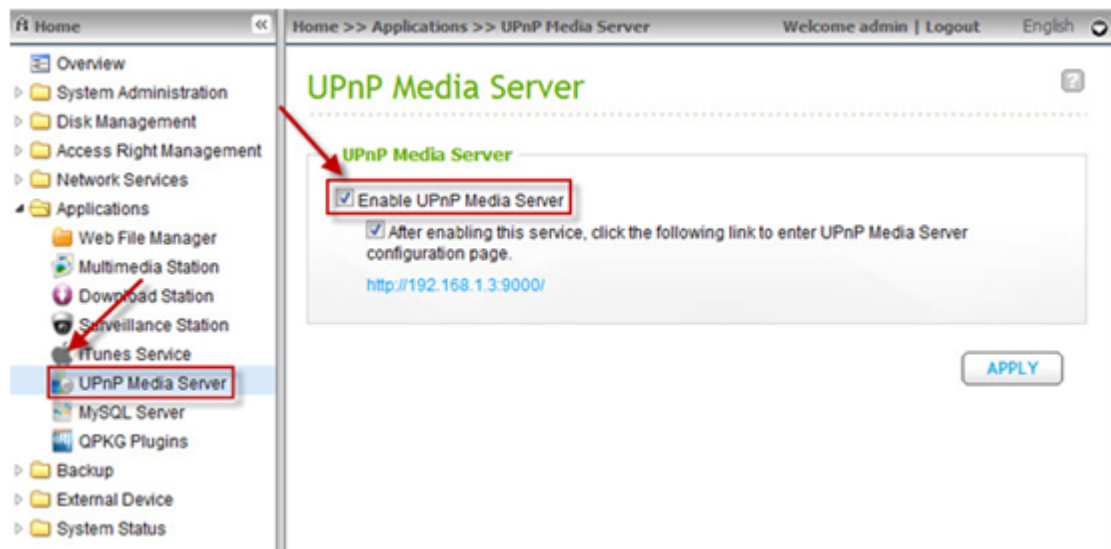 Home
Home >> Applications >> UPnP Media Server
Welcome admin | Logout
English
Overview
System Administration
Disk Management
Access Right Management
Network Services
Applications
Web File Manager
Multimedia Station
Download Station
Surveillance Station
iTunes Service
UPnP Media Server
MySQL Server
QPKG Plugins
Backup
External Device
System Status
UPnP Media Server
?
UPnP Media Server
Enable UPnP Media Server
After enabling this service, click the following link to enter UPnP Media Server
configuration page.
http://192.168.1.3:9000/
APPLY